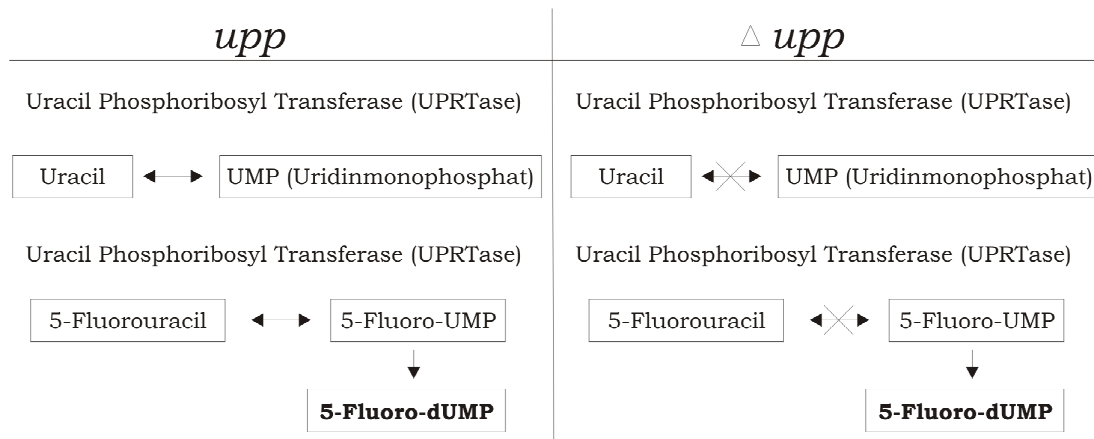 upp
△ upp
Uracil Phosphoribosyl Transferase (UPRTase)
Uracil Phosphoribosyl Transferase (UPRTase)
Uracil
UMP (Uridinmonophosphat)
Uracil
UMP (Uridinmonophosphat)
Uracil Phosphoribosyl Transferase (UPRTase)
Uracil Phosphoribosyl Transferase (UPRTase)
5-Fluorouracil
5-Fluoro-UMP
5-Fluorouracil
5-Fluoro-UMP
5-Fluoro-dUMP
5-Fluoro-dUMP